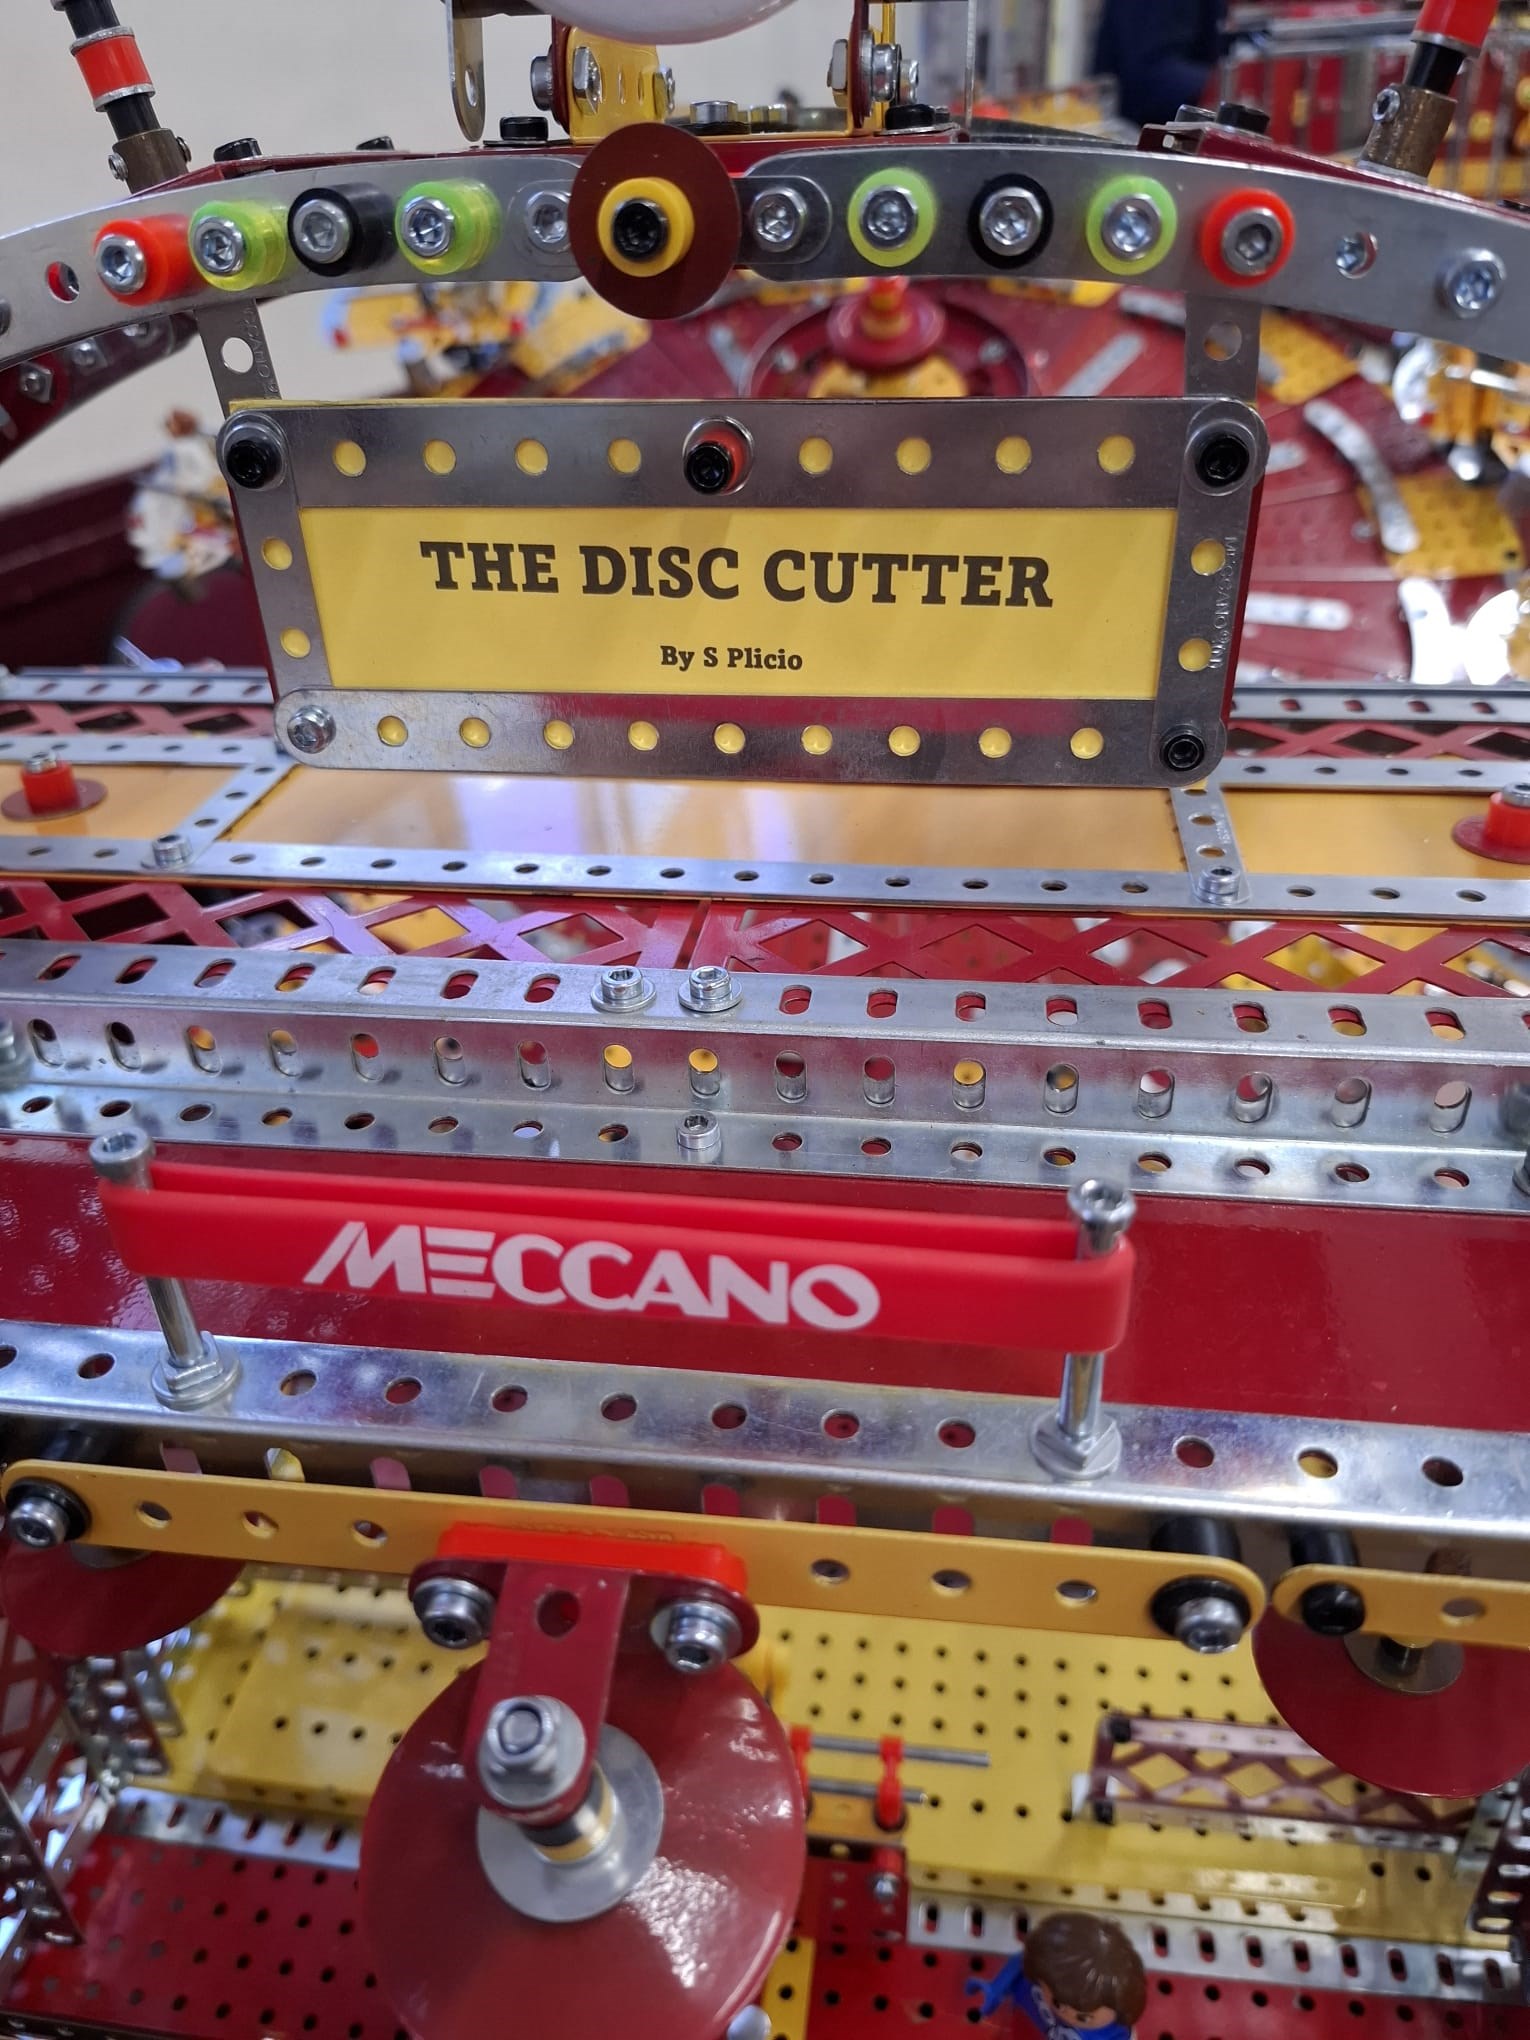 THE DISC CUTTER
By S Plicio
MECCANO